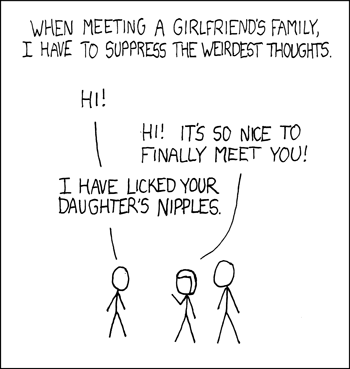 WHEN MEETING A GIRLFRIEND'S FAMILY,
I HAVE TO SUPPRESS THE WEIRDEST THOUGHTS.
HI!
HI! IT'S SO NICE TO
FINALLY MEET YOU!
I HAVE LICKED YOUR
DAUGHTER'S NIPPLES.